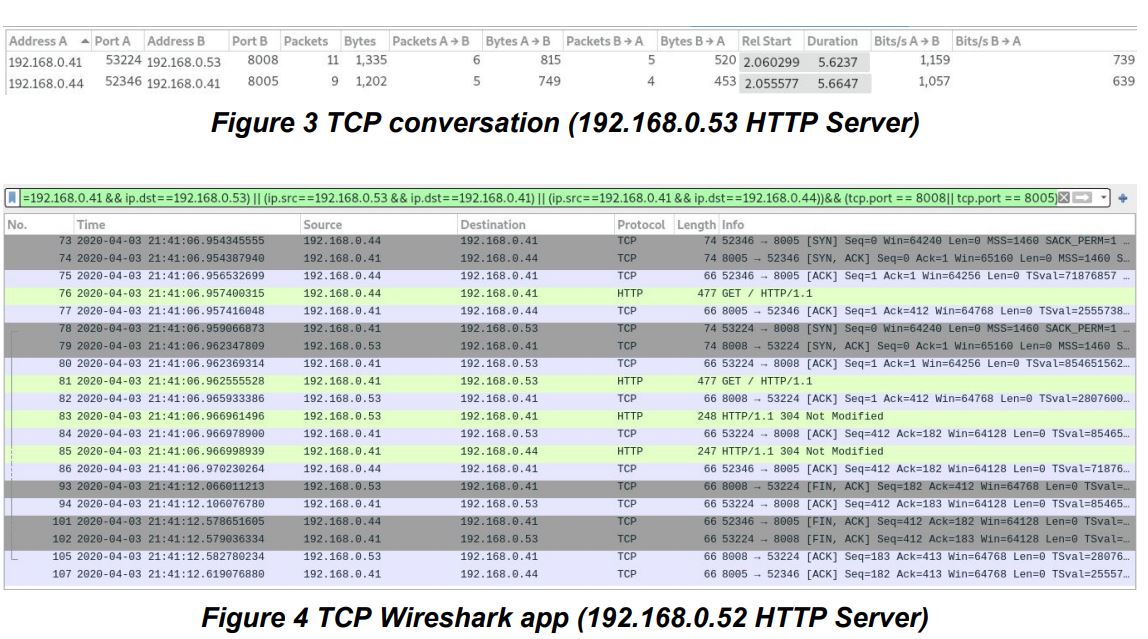 Address A Port A Address B Port B Packets Bytes Packets A → B Bytes A → B Packets B → A Bytes B → A Rel Start Duration Bits/s A → B Bits/s B → A
192.168.0.41 53224 192.168.0.53 8008 11 1,335 6 815 5 520 2.060299 5.6237 1,159 739
192.168.0.44 52346 192.168.0.41 8005 9 1,202 5 749 4 453 2.055577 5.6647 1,057 639
Figure 3 TCP conversation (192.168.0.53 HTTP Server)
=192.168.0.41 && ip.dst==192.168.0.53) || (ip.src==192.168.0.53 && ip.dst==192.168.0.41) || (ip.src==192.168.0.41 && ip.dst==192.168.0.44))&& (tcp.port == 8008|| tcp.port == 8005)
No. Time Source Destination Protocol Length Info
73 2020-04-03 21:41:06.954345555 192.168.0.44 192.168.0.41 TCP 74 52346 → 8005 [SYN] Seq=0 Win=64240 Len=0 MSS=1460 SACK_PERM=1 …
74 2020-04-03 21:41:06.954387940 192.168.0.41 192.168.0.44 TCP 74 8005 → 52346 [SYN, ACK] Seq=0 Ack=1 Win=65160 Len=0 MSS=1460 S…
75 2020-04-03 21:41:06.956532699 192.168.0.44 192.168.0.41 TCP 66 52346 → 8005 [ACK] Seq=1 Ack=1 Win=64256 Len=0 TSval=71876857 …
76 2020-04-03 21:41:06.957400315 192.168.0.44 192.168.0.41 HTTP 477 GET / HTTP/1.1
77 2020-04-03 21:41:06.957416048 192.168.0.41 192.168.0.44 TCP 66 8005 → 52346 [ACK] Seq=1 Ack=412 Win=64768 Len=0 TSval=2555738…
78 2020-04-03 21:41:06.959066873 192.168.0.41 192.168.0.53 TCP 74 53224 → 8008 [SYN] Seq=0 Win=64240 Len=0 MSS=1460 SACK_PERM=1 …
79 2020-04-03 21:41:06.962347809 192.168.0.53 192.168.0.41 TCP 74 8008 → 53224 [SYN, ACK] Seq=0 Ack=1 Win=65160 Len=0 MSS=1460 S…
80 2020-04-03 21:41:06.962369314 192.168.0.41 192.168.0.53 TCP 66 53224 → 8008 [ACK] Seq=1 Ack=1 Win=64256 Len=0 TSval=854651562…
81 2020-04-03 21:41:06.962555528 192.168.0.41 192.168.0.53 HTTP 477 GET / HTTP/1.1
82 2020-04-03 21:41:06.965933386 192.168.0.53 192.168.0.41 TCP 66 8008 → 53224 [ACK] Seq=1 Ack=412 Win=64768 Len=0 TSval=2807600…
83 2020-04-03 21:41:06.966961496 192.168.0.53 192.168.0.41 HTTP 248 HTTP/1.1 304 Not Modified
84 2020-04-03 21:41:06.966978900 192.168.0.41 192.168.0.53 TCP 66 53224 → 8008 [ACK] Seq=412 Ack=182 Win=64128 Len=0 TSval=85465…
85 2020-04-03 21:41:06.966998939 192.168.0.41 192.168.0.44 HTTP 247 HTTP/1.1 304 Not Modified
86 2020-04-03 21:41:06.970230264 192.168.0.44 192.168.0.41 TCP 66 52346 → 8005 [ACK] Seq=412 Ack=182 Win=64128 Len=0 TSval=71876…
93 2020-04-03 21:41:12.066011213 192.168.0.53 192.168.0.41 TCP 66 8008 → 53224 [FIN, ACK] Seq=182 Ack=412 Win=64768 Len=0 TSval=…
94 2020-04-03 21:41:12.106076780 192.168.0.41 192.168.0.53 TCP 66 53224 → 8008 [ACK] Seq=412 Ack=183 Win=64128 Len=0 TSval=85465…
101 2020-04-03 21:41:12.578651605 192.168.0.44 192.168.0.41 TCP 66 52346 → 8005 [FIN, ACK] Seq=412 Ack=182 Win=64128 Len=0 TSval=…
102 2020-04-03 21:41:12.579036334 192.168.0.41 192.168.0.53 TCP 66 53224 → 8008 [FIN, ACK] Seq=412 Ack=183 Win=64128 Len=0 TSval=…
105 2020-04-03 21:41:12.582780234 192.168.0.53 192.168.0.41 TCP 66 8008 → 53224 [ACK] Seq=183 Ack=413 Win=64768 Len=0 TSval=28076…
107 2020-04-03 21:41:12.619076880 192.168.0.41 192.168.0.44 TCP 66 8005 → 52346 [ACK] Seq=182 Ack=413 Win=64768 Len=0 TSval=25557…
Figure 4 TCP Wireshark app (192.168.0.52 HTTP Server)